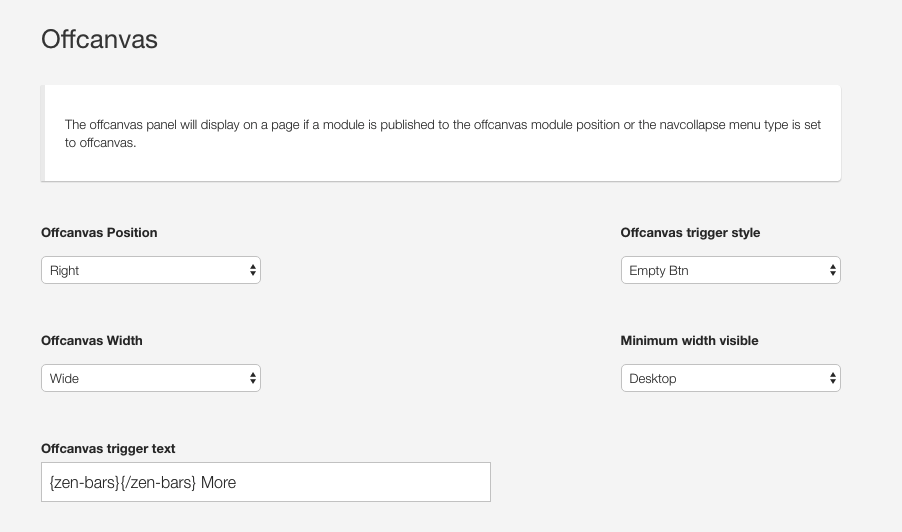 Offcanvas
The offcanvas panel will display on a page if a module is published to the offcanvas module position or the navcollapse menu type is set
to offcanvas.
Offcanvas Position
Offcanvas trigger style
Right
Empty Btn
Offcanvas Width
Minimum width visible
Wide
Desktop
Offcanvas trigger text
{zen-bars}{/zen-bars} More